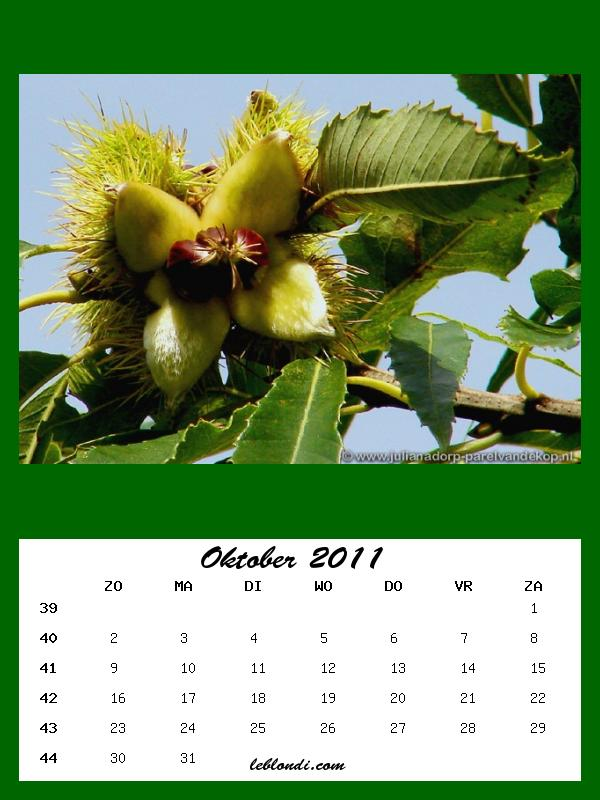 © www.julianadorp-parelvandekop.nl
Oktober 2011
ZO MA DI WO DO VR ZA
39 1
40 2 3 4 5 6 7 8
41 9 10 11 12 13 14 15
42 16 17 18 19 20 21 22
43 23 24 25 26 27 28 29
44 30 31
leblondi.com